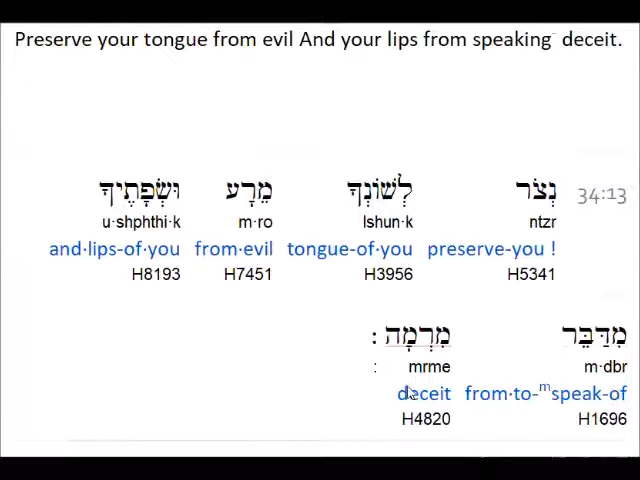 Preserve your tongue from evil And your lips from speaking deceit.
34:13 נְצֹר לְשׁוֹנְךָ מֵרָע וּשְׂפָתֶיךָ
ntzr lshun·k m·ro u·shphthi·k
preserve-you ! tongue-of·you from·evil and·lips-of·you
H5341 H3956 H7451 H8193
מִדַּבֵּר מִרְמָה :
m·dbr mrme :
from·to-mspeak-of deceit
H1696 H4820